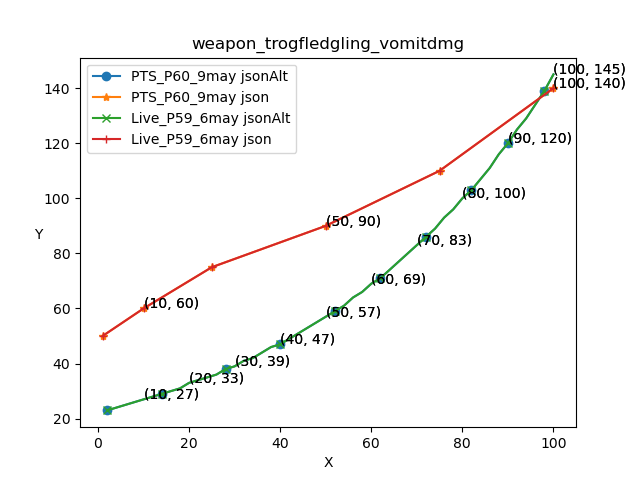 weapon_trogfledgling_vomitdmg
PTS_P60_9may jsonAlt
PTS_P60_9may json
Live_P59_6may jsonAlt
Live_P59_6may json
(100, 145)
(100, 140)
(90, 120)
(80, 100)
(50, 90)
(70, 83)
(60, 69)
(10, 60)
(50, 57)
(40, 47)
(30, 39)
(20, 33)
(10, 27)
Y
140
120
100
80
60
40
20
0 20 40 60 80 100
X